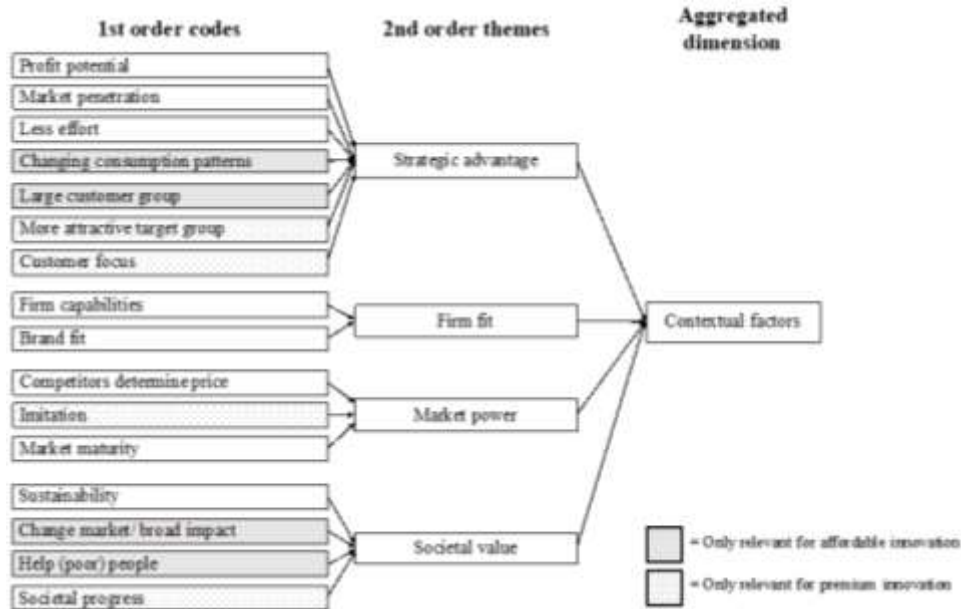 1st order codes
2nd order themes
Aggregated
dimension
Profit potential
Market penetration
Less effort
Changing consumption patterns
Large customer group
More attractive target group
Customer focus
Strategic advantage
Firm capabilities
Brand fit
Firm fit
Contextual factors
Competitors determine price
Imitation
Market maturity
Market power
Sustainability
Change market/ broad impact
Help (poor) people
Societal progress
Societal value
= Only relevant for affordable innovation
= Only relevant for premium innovation